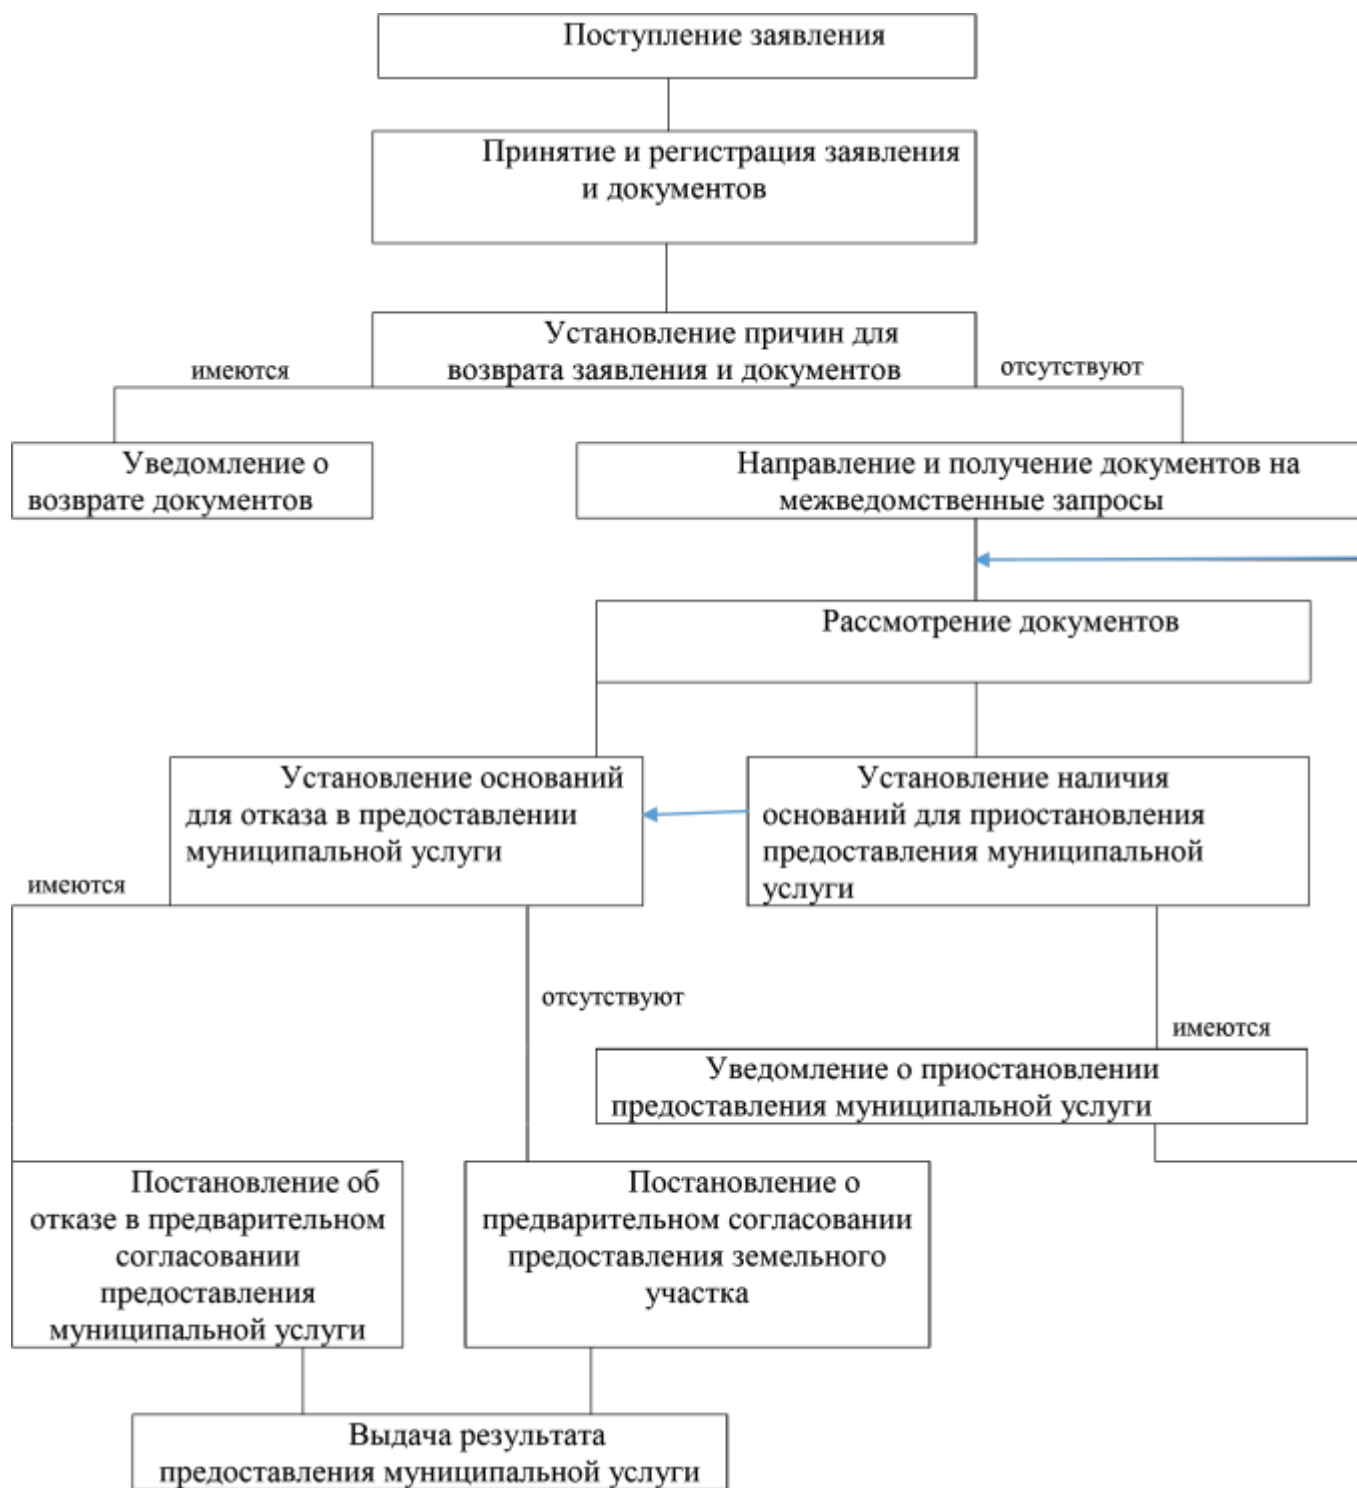 Поступление заявления
Принятие и регистрация заявления
и документов
Установление причин для
возврата заявления и документов
имеются
отсутствуют
Уведомление о
возврате документов
Направление и получение документов на
межведомственные запросы
Рассмотрение документов
Установление оснований
для отказа в предоставлении
муниципальной услуги
Установление наличия
оснований для приостановления
предоставления муниципальной
услуги
имеются
отсутствуют
имеются
Уведомление о приостановлении
предоставления муниципальной услуги
Постановление об
отказе в предварительном
согласовании
предоставления
муниципальной услуги
Постановление о
предварительном согласовании
предоставления земельного
участка
Выдача результата
предоставления муниципальной услуги